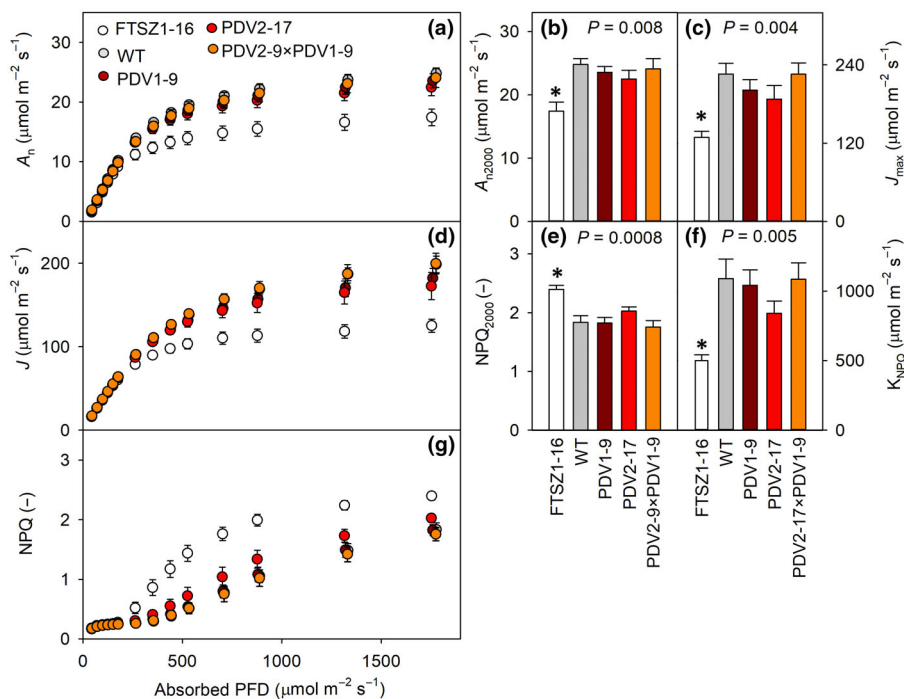 FTSZ1-16
WT
PDV1-9
PDV2-17
PDV2-9×PDV1-9
(a)
30
20
10
0
Aₙ (μmol m⁻² s⁻¹)
(b)
P = 0.008
*
30
20
10
0
Aₙ₂₀₀₀ (μmol m⁻² s⁻¹)
(c)
P = 0.004
*
240
120
0
Jₘₐₓ (μmol m⁻² s⁻¹)
(d)
200
100
0
J (μmol m⁻² s⁻¹)
(e)
P = 0.0008
*
3
2
1
0
NPQ₂₀₀₀ (–)
FTSZ1-16
WT
PDV1-9
PDV2-17
PDV2-9×PDV1-9
(f)
P = 0.005
*
1000
500
0
K_NPQ (μmol m⁻² s⁻¹)
FTSZ1-16
WT
PDV1-9
PDV2-17
PDV2-17×PDV1-9
(g)
3
2
1
0
NPQ (–)
0 500 1000 1500
Absorbed PFD (μmol m⁻² s⁻¹)